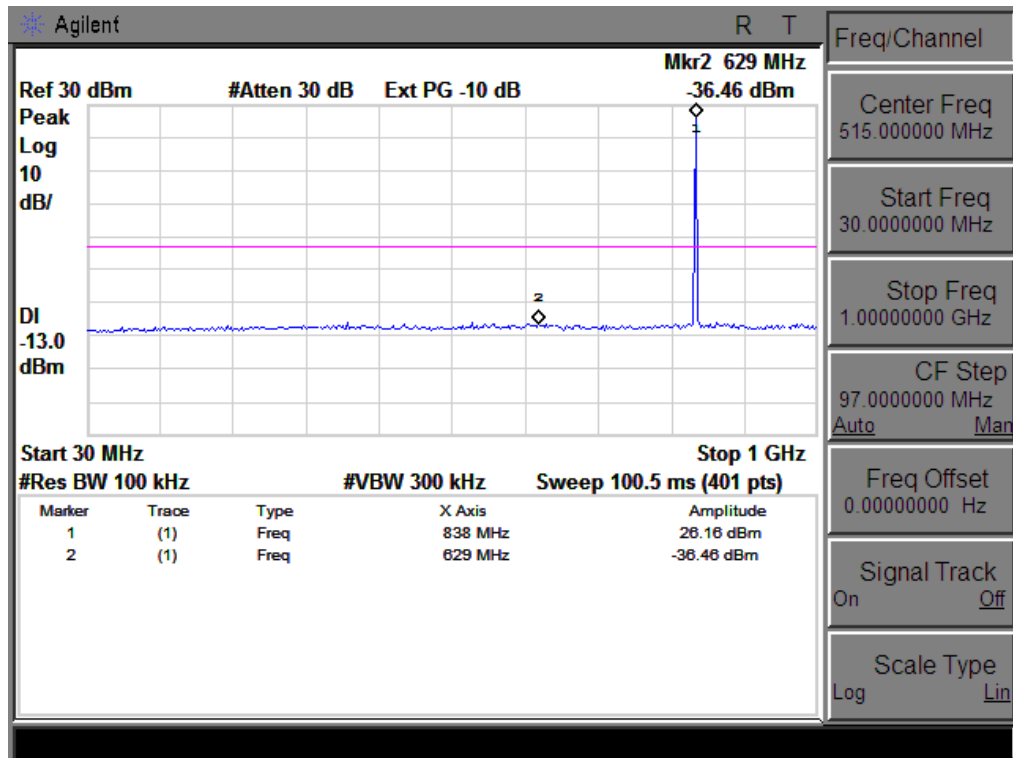 Agilent R T
Freq/Channel
Mkr2 629 MHz
Ref 30 dBm #Atten 30 dB Ext PG -10 dB -36.46 dBm
Peak
Log
10
dB/
1
2
DI
-13.0
dBm
Start 30 MHz Stop 1 GHz
#Res BW 100 kHz #VBW 300 kHz Sweep 100.5 ms (401 pts)
Marker Trace Type X Axis Amplitude
1 (1) Freq 838 MHz 26.16 dBm
2 (1) Freq 629 MHz -36.46 dBm
Center Freq
515.000000 MHz
Start Freq
30.0000000 MHz
Stop Freq
1.00000000 GHz
CF Step
97.0000000 MHz
Auto Man
Freq Offset
0.00000000 Hz
Signal Track
On Off
Scale Type
Log Lin